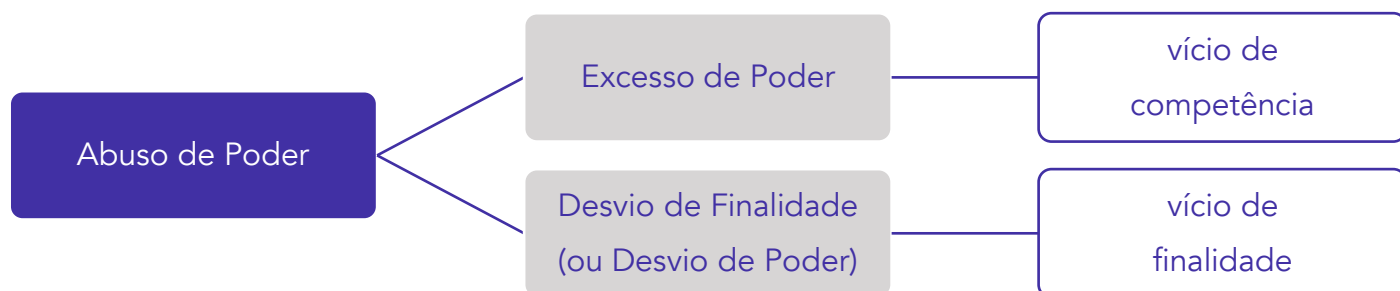 Abuso de Poder
Excesso de Poder
vício de
competência
Desvio de Finalidade
(ou Desvio de Poder)
vício de
finalidade